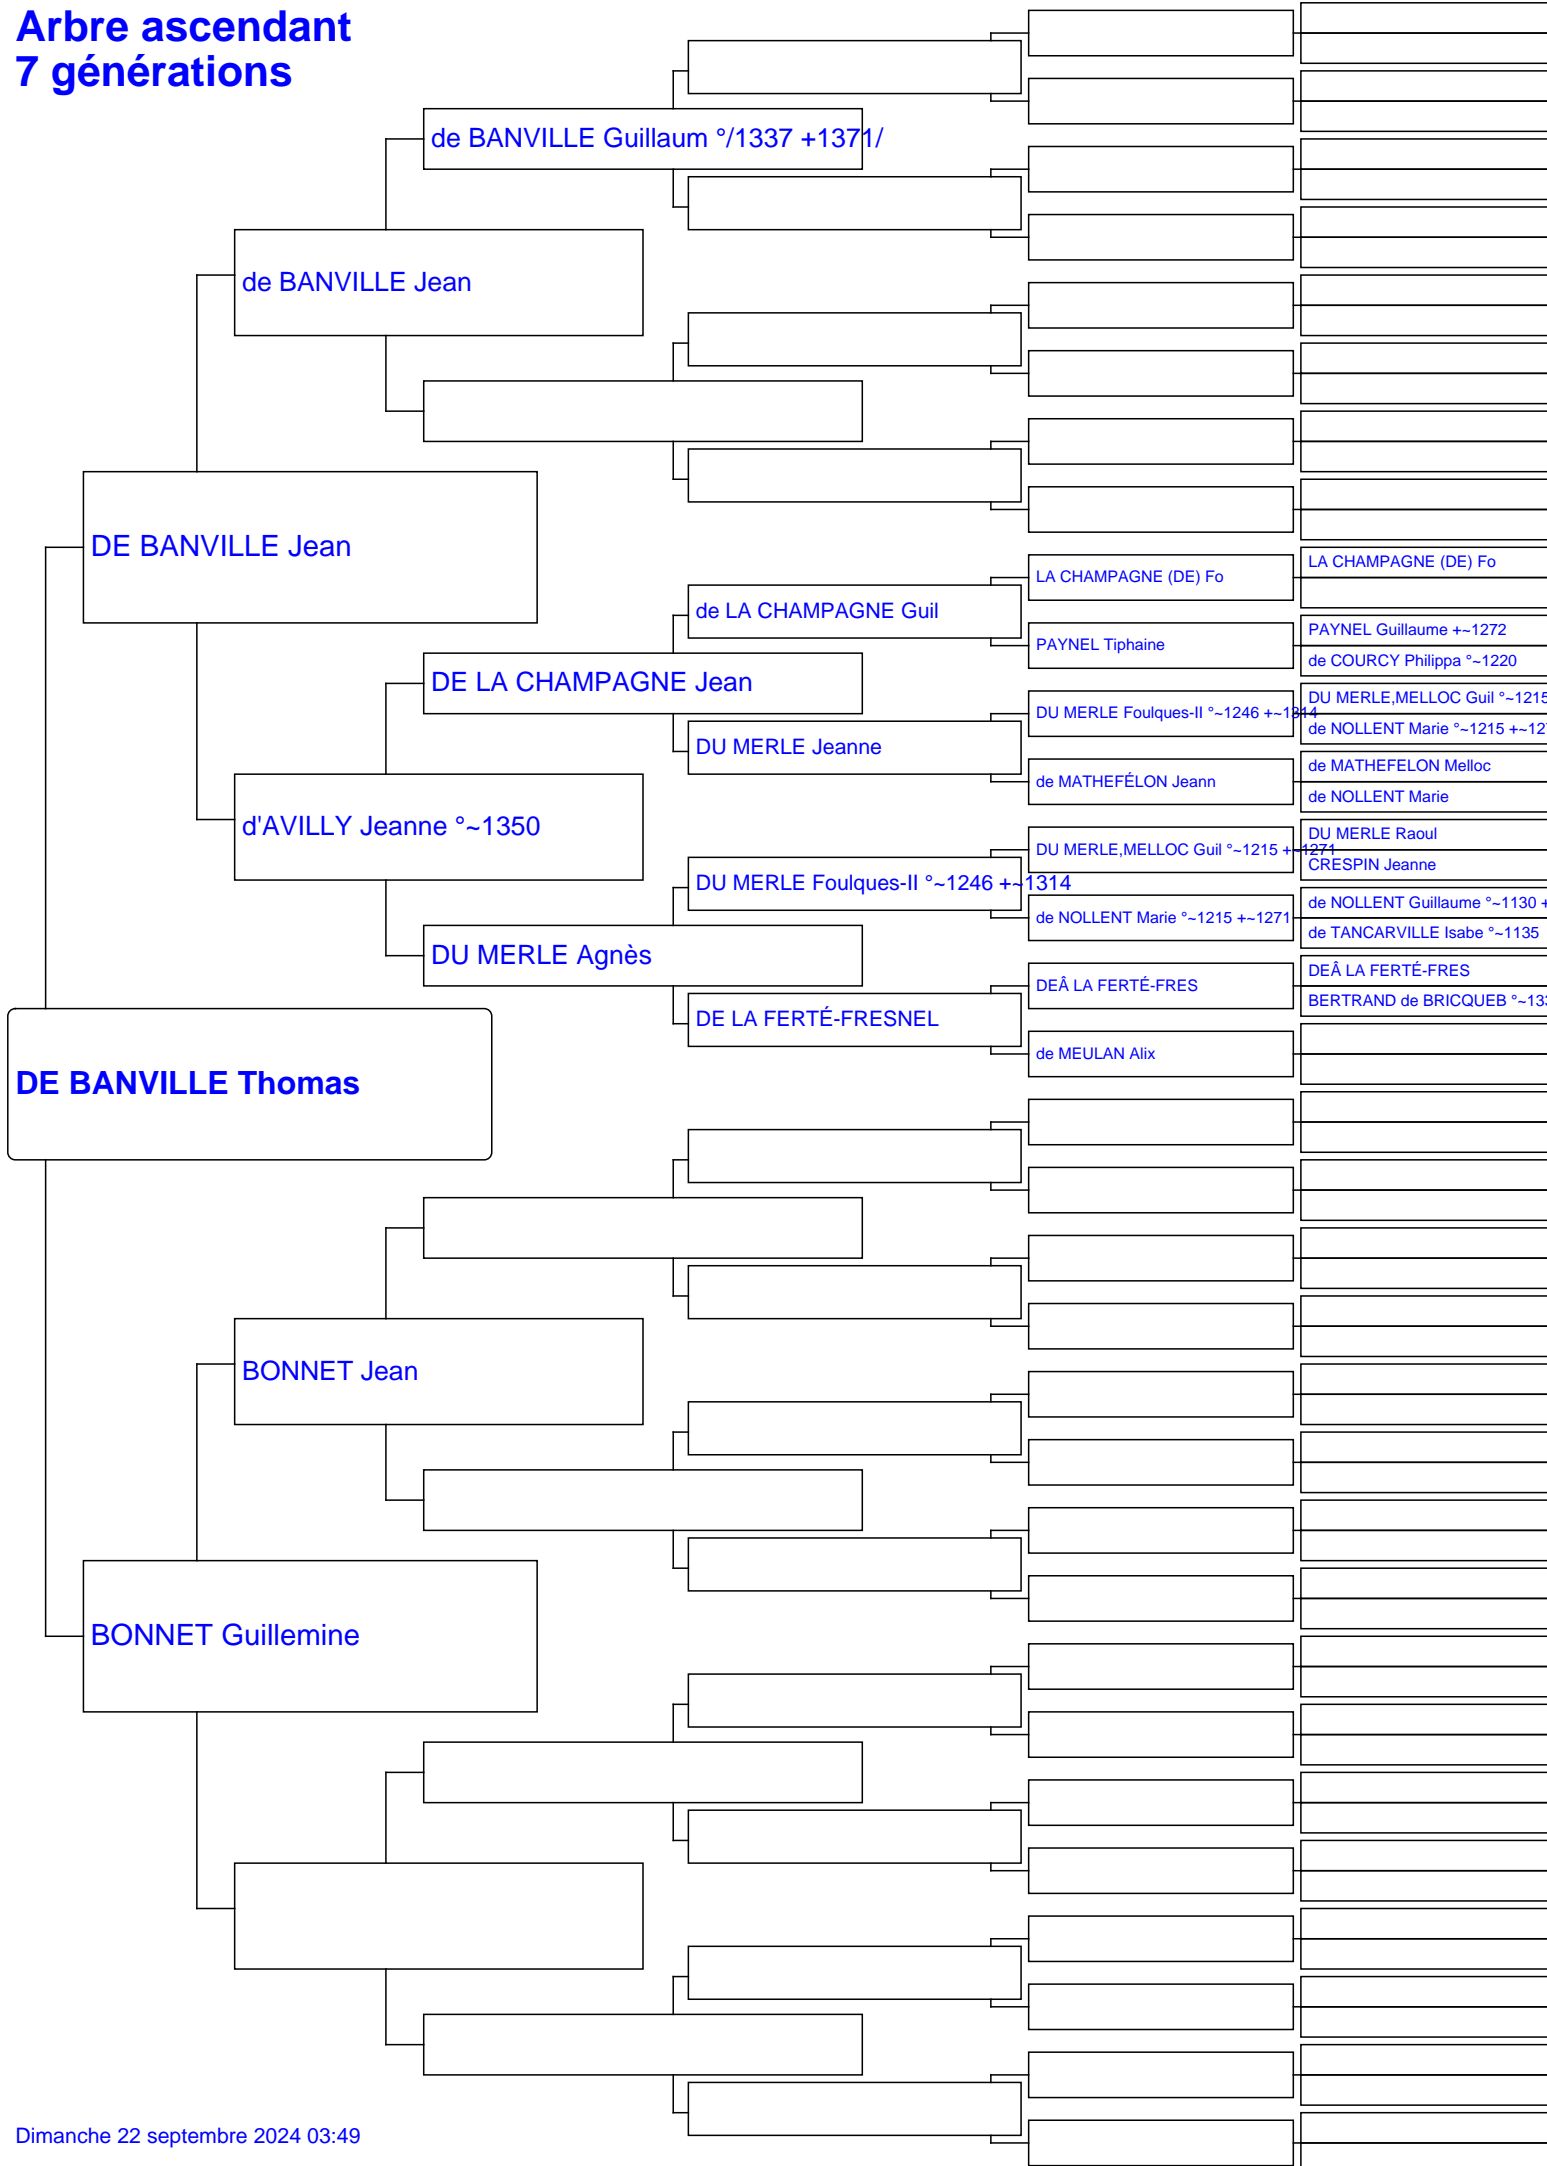 Arbre ascendant
7 générations
de BANVILLE Guillaum °/1337 +1371/
de BANVILLE Jean
DE BANVILLE Jean
LA CHAMPAGNE (DE) Fo
LA CHAMPAGNE (DE) Fo
de LA CHAMPAGNE Guil
PAYNEL Tiphaine
PAYNEL Guillaume +~1272
de COURCY Philippa °~1220
DE LA CHAMPAGNE Jean
DU MERLE Foulques-II °~1246 +~1314
DU MERLE,MELLOC Guil °~1215
de NOLLENT Marie °~1215 +~127
DU MERLE Jeanne
de MATHEFÉLON Jeann
de MATHEFELON Melloc
de NOLLENT Marie
d'AVILLY Jeanne °~1350
DU MERLE,MELLOC Guil °~1215 +~1271
DU MERLE Raoul
CRESPIN Jeanne
DU MERLE Foulques-II °~1246 +~1314
de NOLLENT Marie °~1215 +~1271
de NOLLENT Guillaume °~1130 +
de TANCARVILLE Isabe °~1135
DU MERLE Agnès
DEÂ LA FERTÉ-FRES
DEÂ LA FERTÉ-FRES
BERTRAND de BRICQUEB °~133
DE LA FERTÉ-FRESNEL
de MEULAN Alix
DE BANVILLE Thomas
BONNET Jean
BONNET Guillemine
Dimanche 22 septembre 2024 03:49